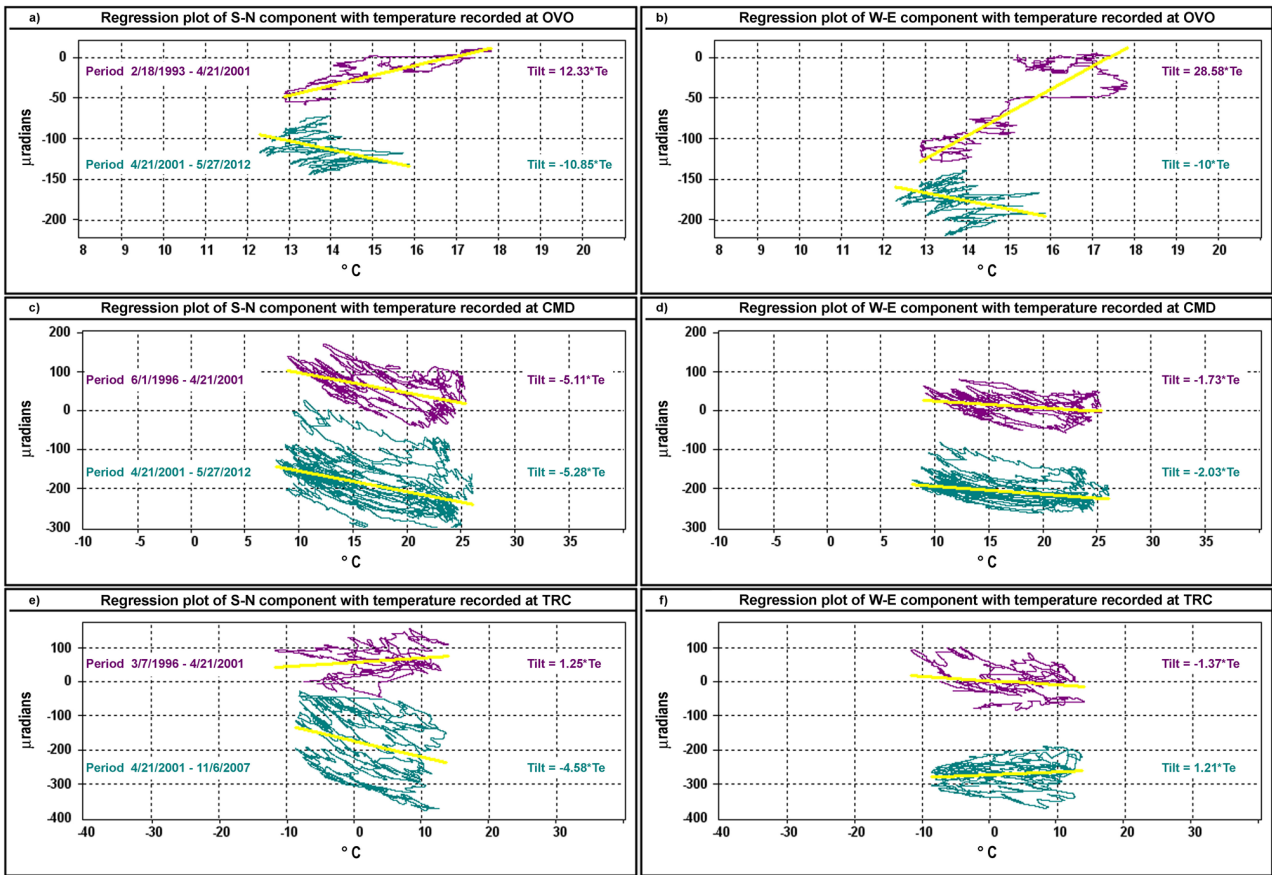 a) Regression plot of S-N component with temperature recorded at OVO
Period 2/18/1993 - 4/21/2001
Tilt = 12.33*Te
Period 4/21/2001 - 5/27/2012
Tilt = -10.85*Te
0
-50
-100
-150
-200
µradians
8 9 10 11 12 13 14 15 16 17 18 19 20
° C
b) Regression plot of W-E component with temperature recorded at OVO
Tilt = 28.58*Te
Tilt = -10*Te
0
-50
-100
-150
-200
µradians
8 9 10 11 12 13 14 15 16 17 18 19 20
° C
c) Regression plot of S-N component with temperature recorded at CMD
Period 6/1/1996 - 4/21/2001
Tilt = -5.11*Te
Period 4/21/2001 - 5/27/2012
Tilt = -5.28*Te
200
100
0
-100
-200
-300
µradians
-10 -5 0 5 10 15 20 25 30 35
° C
d) Regression plot of W-E component with temperature recorded at CMD
Tilt = -1.73*Te
Tilt = -2.03*Te
200
100
0
-100
-200
-300
µradians
-10 -5 0 5 10 15 20 25 30 35
° C
e) Regression plot of S-N component with temperature recorded at TRC
Period 3/7/1996 - 4/21/2001
Tilt = 1.25*Te
Period 4/21/2001 - 11/6/2007
Tilt = -4.58*Te
100
0
-100
-200
-300
-400
µradians
-40 -30 -20 -10 0 10 20 30
° C
f) Regression plot of W-E component with temperature recorded at TRC
Tilt = -1.37*Te
Tilt = 1.21*Te
100
0
-100
-200
-300
-400
µradians
-40 -30 -20 -10 0 10 20 30
° C